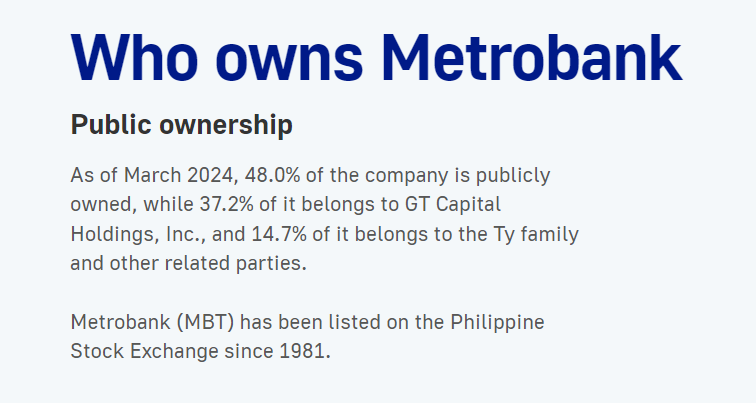 Who owns Metrobank
Public ownership
As of March 2024, 48.0% of the company is publicly
owned, while 37.2% of it belongs to GT Capital
Holdings, Inc., and 14.7% of it belongs to the Ty family
and other related parties.
Metrobank (MBT) has been listed on the Philippine
Stock Exchange since 1981.